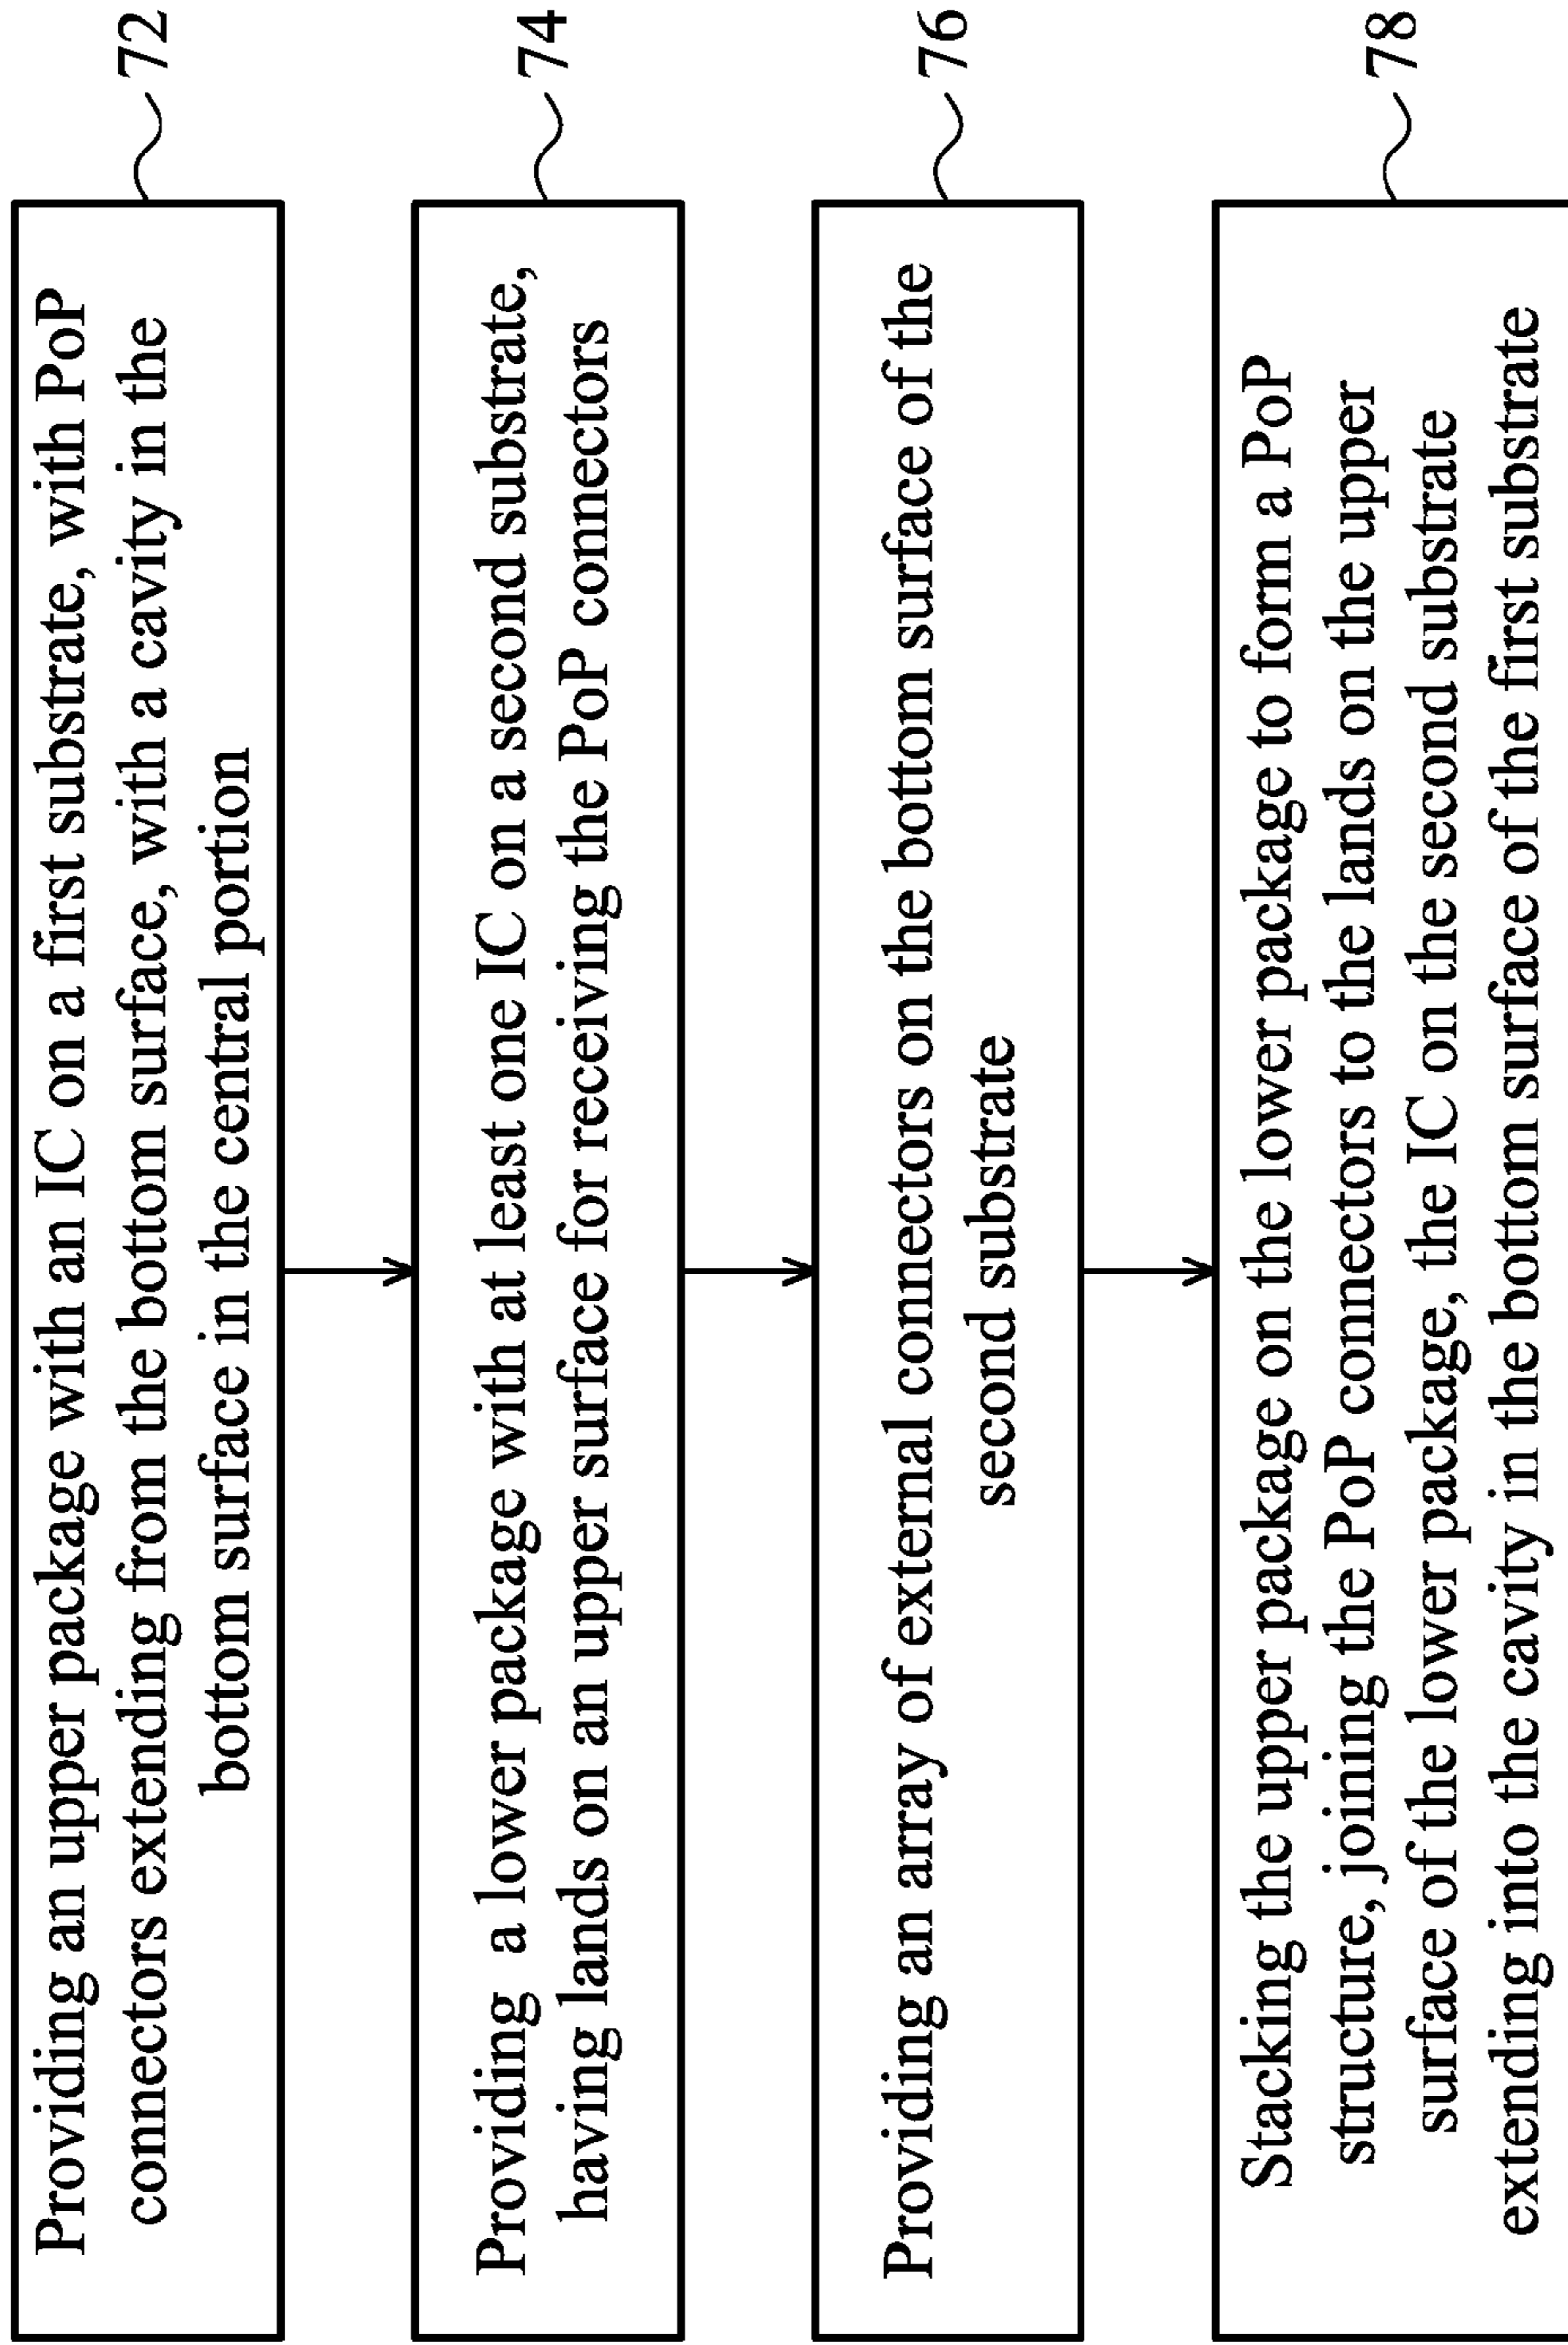 Providing an upper package with an IC on a first substrate, with PoP
connectors extending from the bottom surface, with a cavity in the
bottom surface in the central portion
72
Providing a lower package with at least one IC on a second substrate,
having lands on an upper surface for receiving the PoP connectors
74
Providing an array of external connectors on the bottom surface of the
second substrate
76
Stacking the upper package on the lower package to form a PoP
structure, joining the PoP connectors to the lands on the upper
surface of the lower package, the IC on the second substrate
extending into the cavity in the bottom surface of the first substrate
78